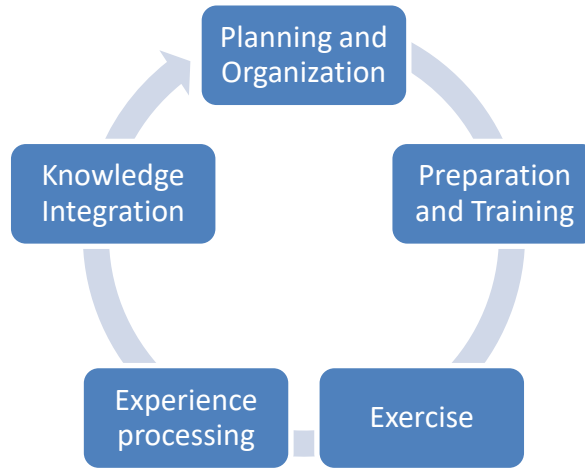 Planning and
Organization
Preparation
and Training
Exercise
Experience
processing
Knowledge
Integration